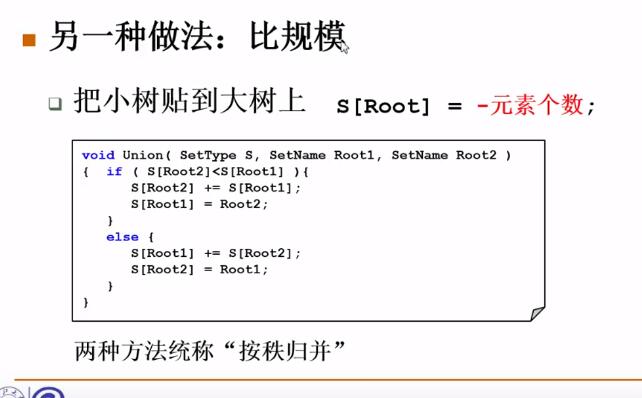 另一种做法：比规模
把小树贴到大树上 S[Root] = -元素个数;
void Union( SetType S, SetName Root1, SetName Root2 )
{ if ( S[Root2]<S[Root1] ){
S[Root2] += S[Root1];
S[Root1] = Root2;
}
else {
S[Root1] += S[Root2];
S[Root2] = Root1;
}
}
两种方法统称“按秩归并”